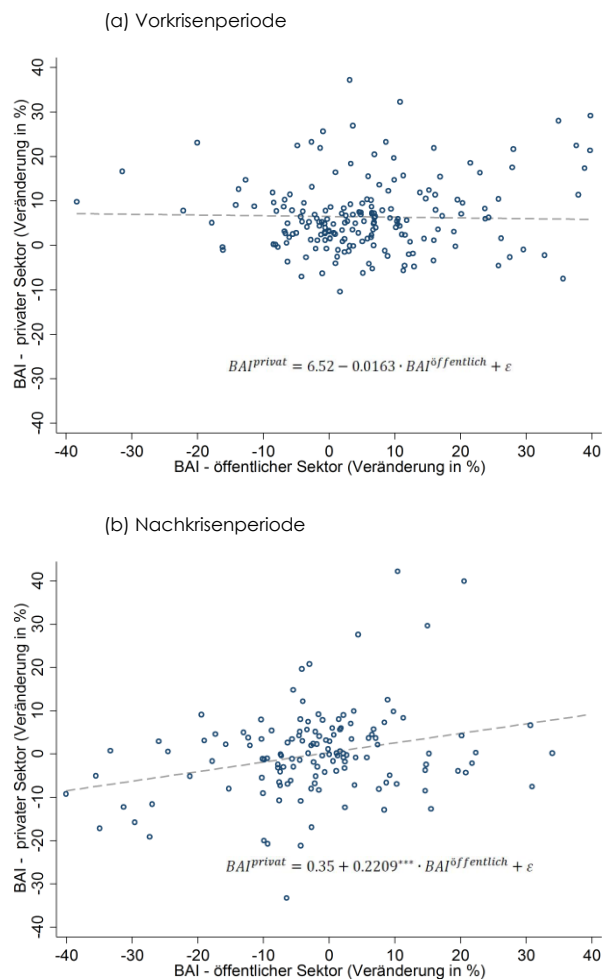 (a) Vorkrisenperiode
BAI - privater Sektor (Veränderung in %)
40
30
20
10
0
-10
-20
-30
-40
BAI^privat = 6.52 − 0.0163 · BAI^öffentlich + ε
-40 -30 -20 -10 0 10 20 30 40
BAI - öffentlicher Sektor (Veränderung in %)
(b) Nachkrisenperiode
BAI - privater Sektor (Veränderung in %)
40
30
20
10
0
-10
-20
-30
-40
BAI^privat = 0.35 + 0.2209*** · BAI^öffentlich + ε
-40 -30 -20 -10 0 10 20 30 40
BAI - öffentlicher Sektor (Veränderung in %)